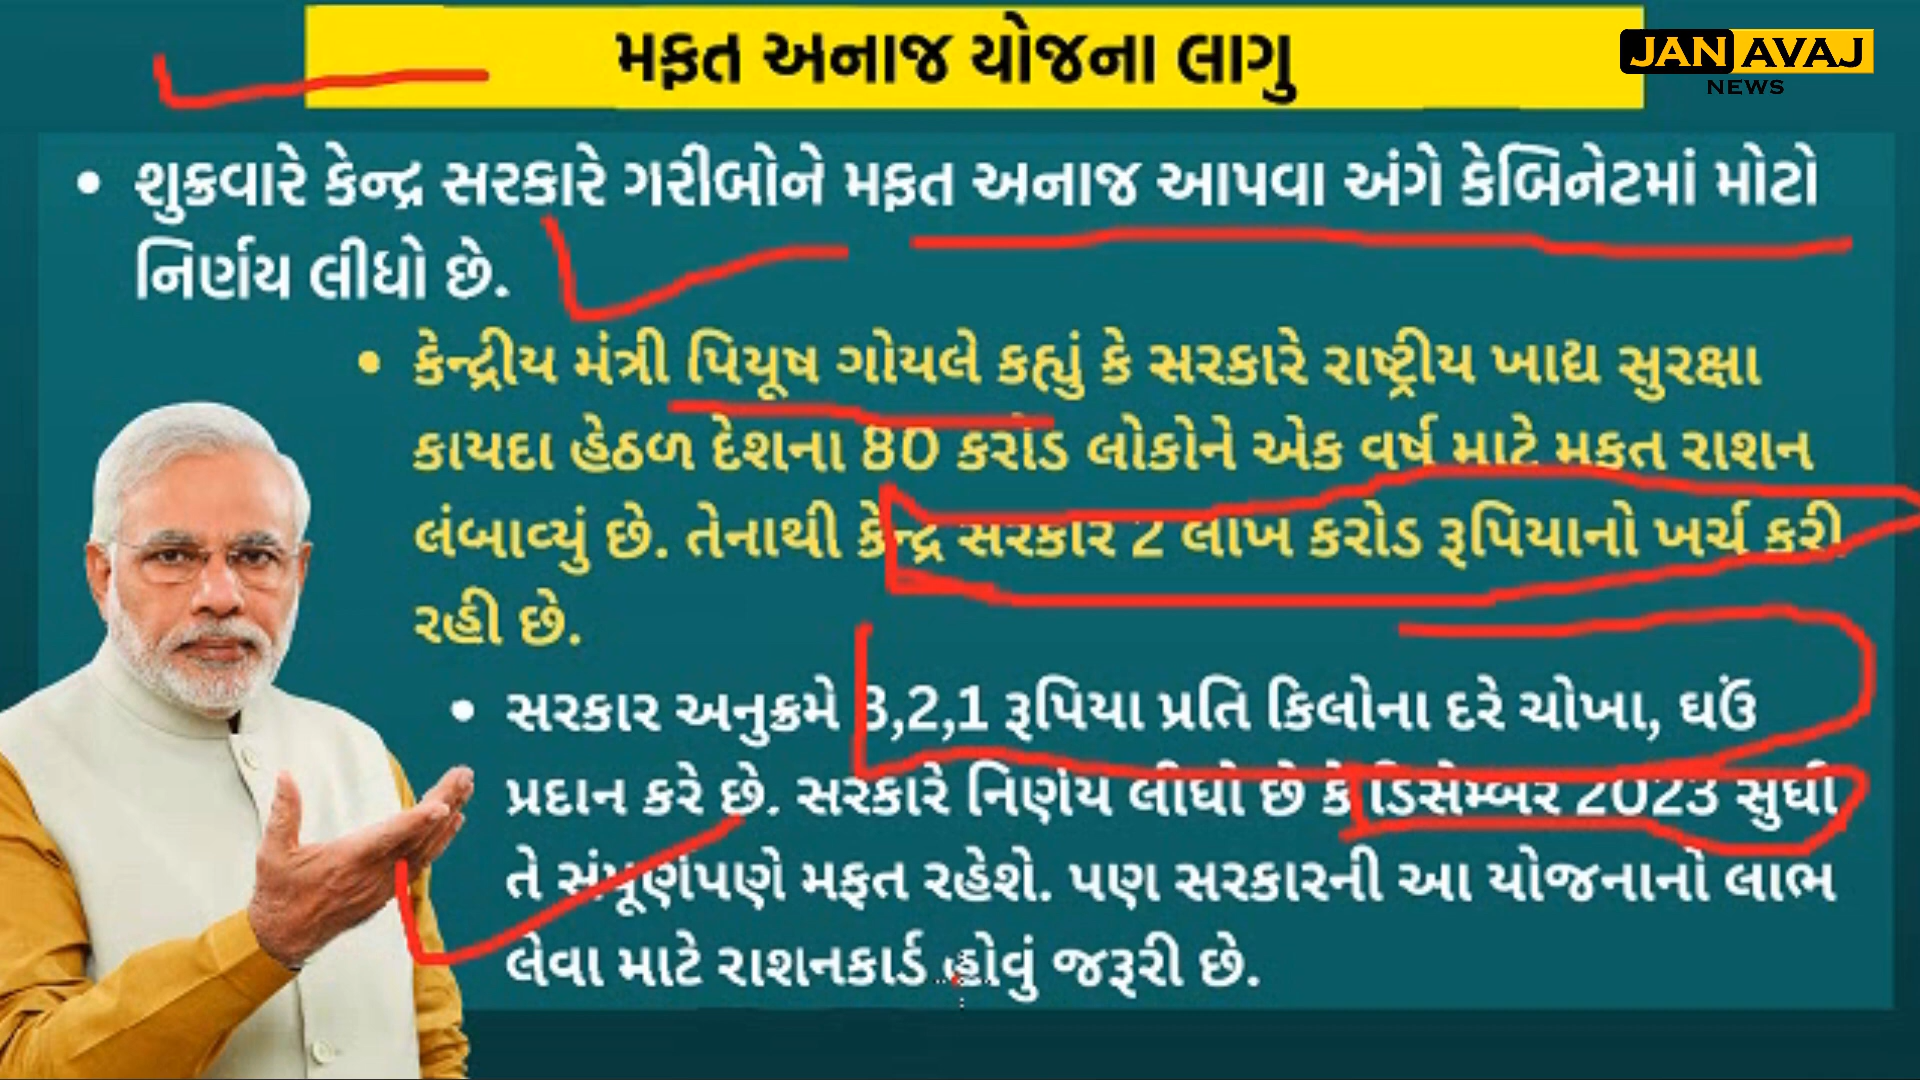 મફત અનાજ યોજના લાગુ
JAN AVAJ
NEWS
• શુક્રવારે કેન્દ્ર સરકારે ગરીબોને મફત અનાજ આપવા અંગે કેબિનેટમાં મોટો
નિર્ણય લીધો છે.
• કેન્દ્રીય મંત્રી પિયૂષ ગોયલે કહ્યું કે સરકારે રાષ્ટ્રીય ખાદ્ય સુરક્ષા
કાયદા હેઠળ દેશના 80 કરોડ લોકોને એક વર્ષ માટે મફત રાશન
લંબાવ્યું છે. તેનાથી કેન્દ્ર સરકાર 2 લાખ કરોડ રૂપિયાનો ખર્ચ કરી
રહી છે.
• સરકાર અનુક્રમે 3,2,1 રૂપિયા પ્રતિ કિલોના દરે ચોખા, ઘઉં
પ્રદાન કરે છે. સરકારે નિર્ણય લીધો છે કે ડિસેમ્બર 2023 સુધી
તે સંપૂર્ણપણે મફત રહેશે. પણ સરકારની આ યોજનાનો લાભ
લેવા માટે રાશનકાર્ડ હોવું જરૂરી છે.